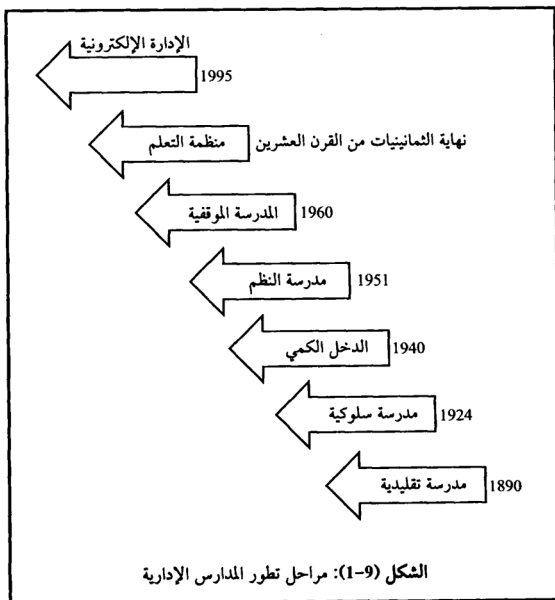 الإدارة الإلكترونية
1995
نهاية الثمانينيات من القرن العشرين
منظمة التعلم
1960
المدرسة الموقفية
1951
مدرسة النظم
1940
الدخل الكمي
1924
مدرسة سلوكية
1890
مدرسة تقليدية
الشكل (9-1): مراحل تطور المدارس الإدارية